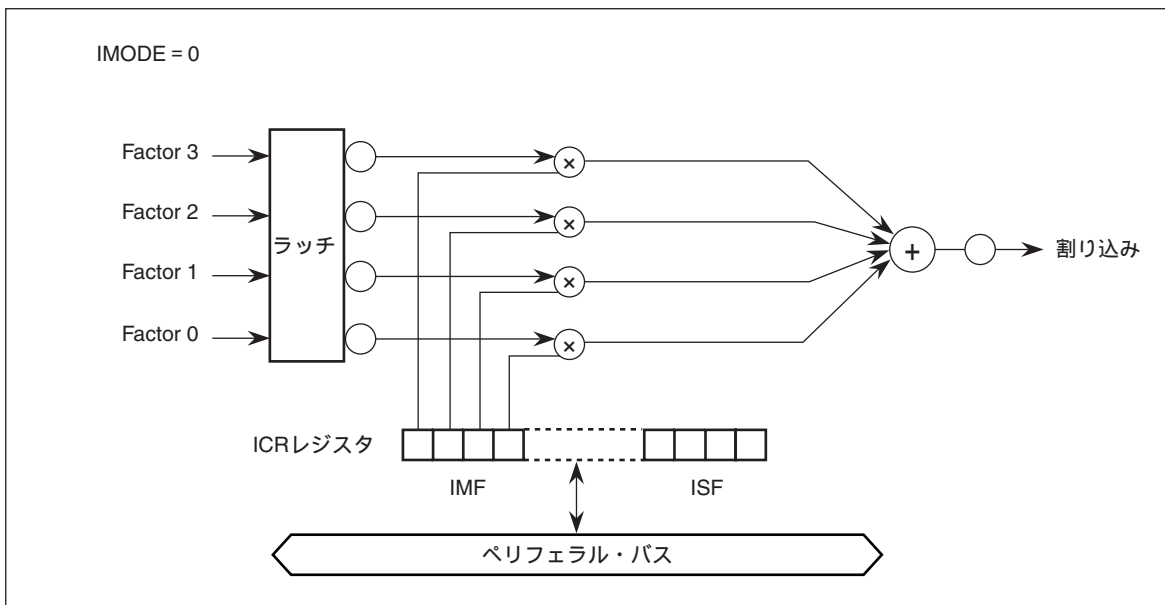 IMODE = 0
Factor 3
Factor 2
Factor 1
Factor 0
ラッチ
×
×
×
×
+
割り込み
ICRレジスタ
IMF
ISF
ペリフェラル・バス